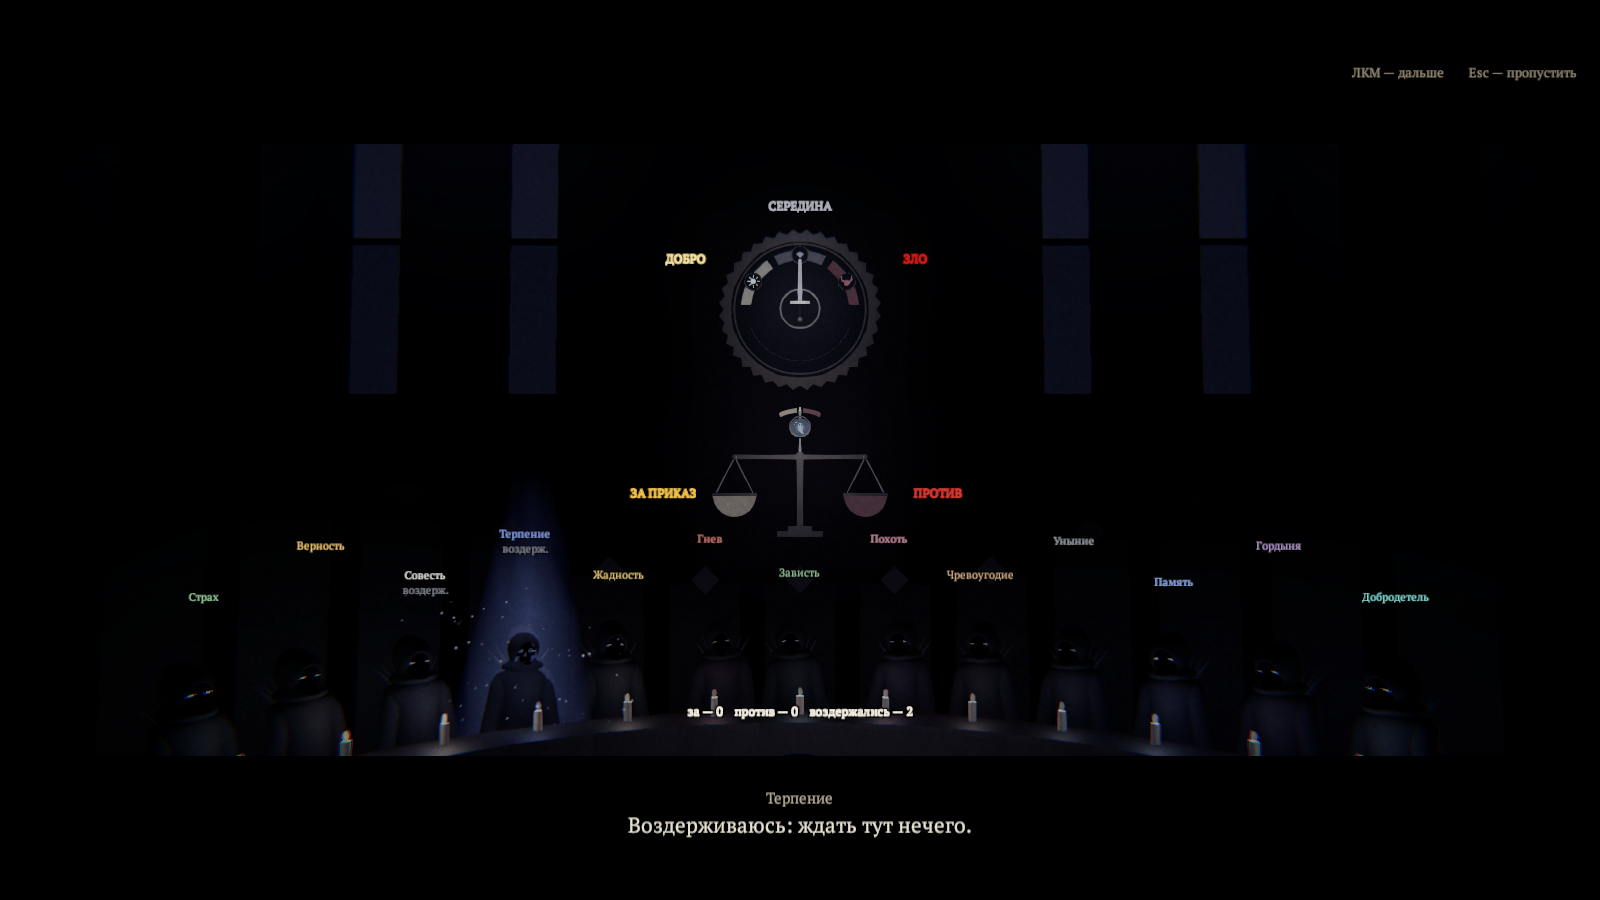 ЛКМ — дальше Esc — пропустить
СЕРЕДИНА
ДОБРО ЗЛО
ЗА ПРИКАЗ ПРОТИВ
Терпение
воздерж.
Гнев
Похоть
Уныние
Верность
Гордыня
Совесть
воздерж.
Жадность
Зависть
Чревоугодие
Память
Страх
Добродетель
за — 0 против — 0 воздержались — 2
Терпение
Воздерживаюсь: ждать тут нечего.